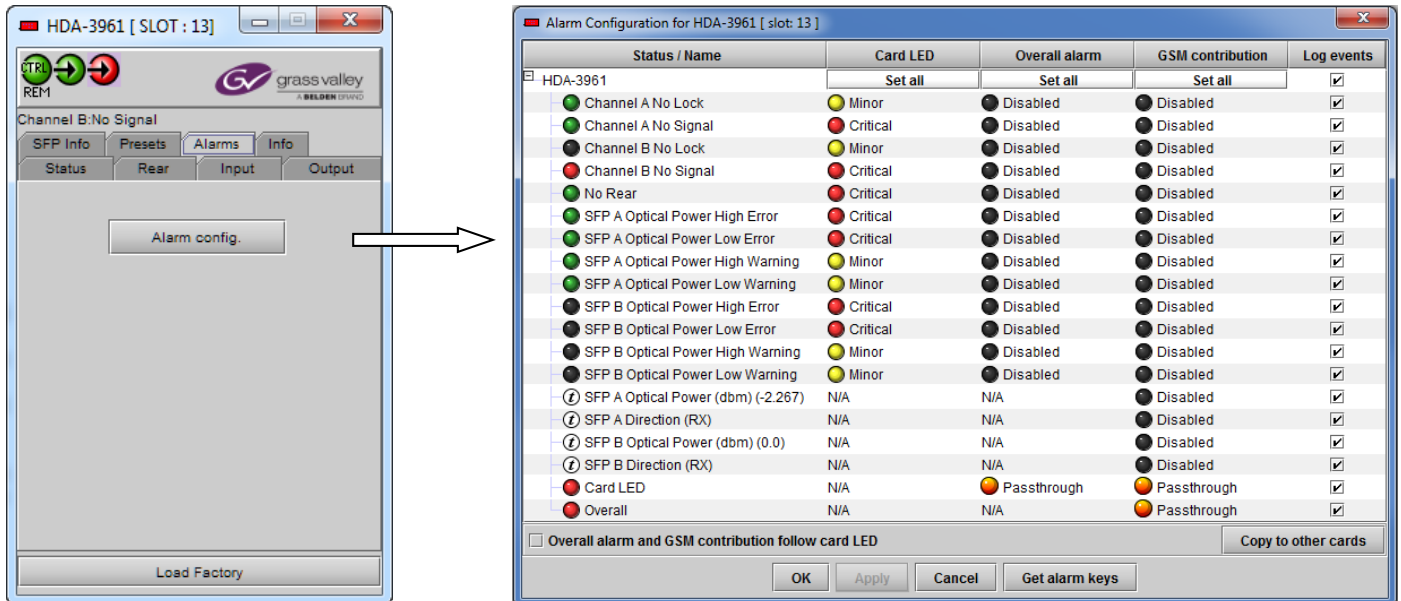 HDA-3961 [ SLOT : 13]
CTRL
REM
GV grass valley
A BELDEN BRAND
Channel B:No Signal
SFP Info Presets Alarms Info
Status Rear Input Output
Alarm config.
Load Factory
Alarm Configuration for HDA-3961 [ slot: 13 ]
Status / Name Card LED Overall alarm GSM contribution Log events
HDA-3961 Set all Set all Set all
Channel A No Lock Minor Disabled Disabled
Channel A No Signal Critical Disabled Disabled
Channel B No Lock Minor Disabled Disabled
Channel B No Signal Critical Disabled Disabled
No Rear Critical Disabled Disabled
SFP A Optical Power High Error Critical Disabled Disabled
SFP A Optical Power Low Error Critical Disabled Disabled
SFP A Optical Power High Warning Minor Disabled Disabled
SFP A Optical Power Low Warning Minor Disabled Disabled
SFP B Optical Power High Error Critical Disabled Disabled
SFP B Optical Power Low Error Critical Disabled Disabled
SFP B Optical Power High Warning Minor Disabled Disabled
SFP B Optical Power Low Warning Minor Disabled Disabled
t SFP A Optical Power (dbm) (-2.267) N/A N/A Disabled
t SFP A Direction (RX) N/A N/A Disabled
t SFP B Optical Power (dbm) (0.0) N/A N/A Disabled
t SFP B Direction (RX) N/A N/A Disabled
Card LED N/A Passthrough Passthrough
Overall N/A N/A Passthrough
Overall alarm and GSM contribution follow card LED Copy to other cards
OK Apply Cancel Get alarm keys